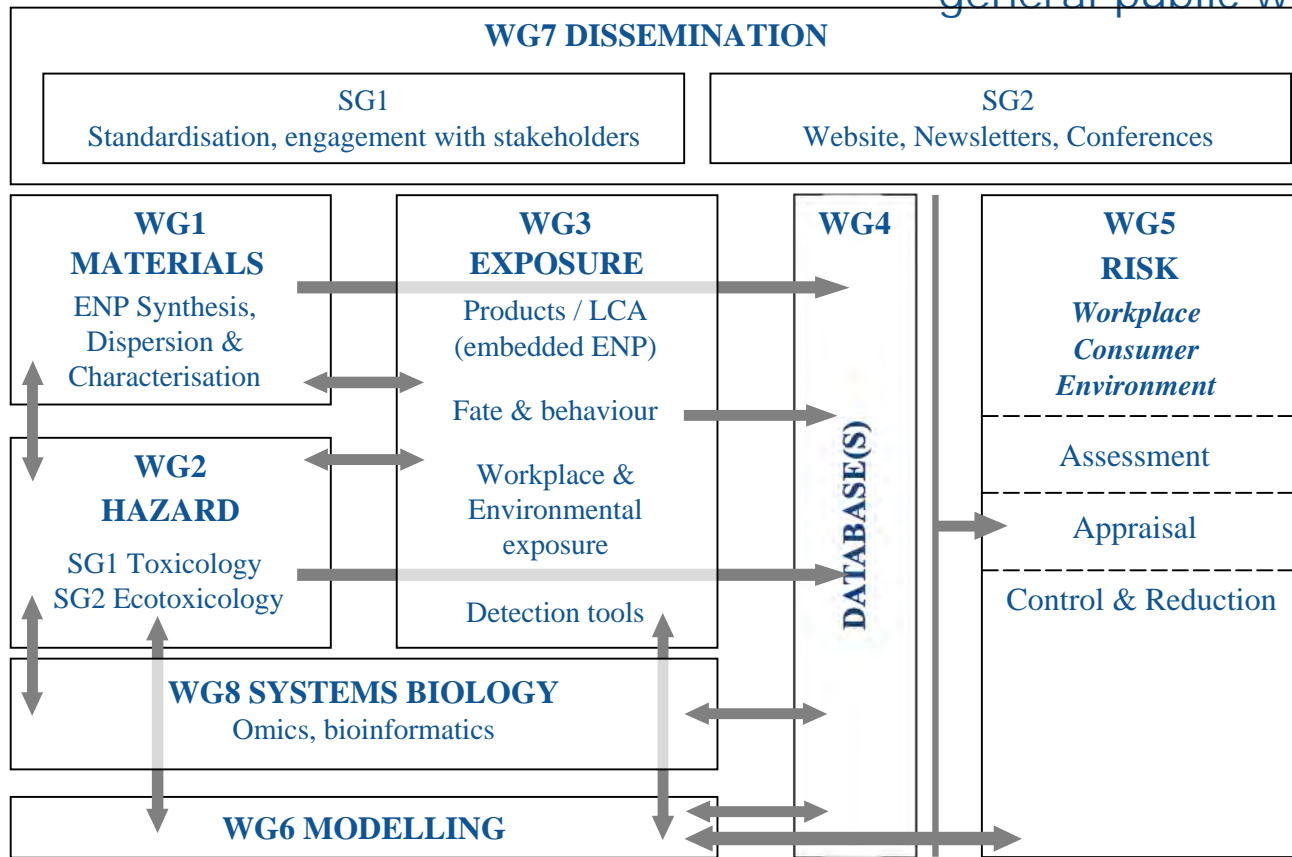 general public w
WG7 DISSEMINATION
SG1
Standardisation, engagement with stakeholders
SG2
Website, Newsletters, Conferences
WG1
MATERIALS
ENP Synthesis,
Dispersion &
Characterisation
WG2
HAZARD
SG1 Toxicology
SG2 Ecotoxicology
WG3
EXPOSURE
Products / LCA
(embedded ENP)
Fate & behaviour
Workplace &
Environmental
exposure
Detection tools
WG4
DATABASE(S)
WG5
RISK
Workplace
Consumer
Environment
Assessment
Appraisal
Control & Reduction
WG8 SYSTEMS BIOLOGY
Omics, bioinformatics
WG6 MODELLING